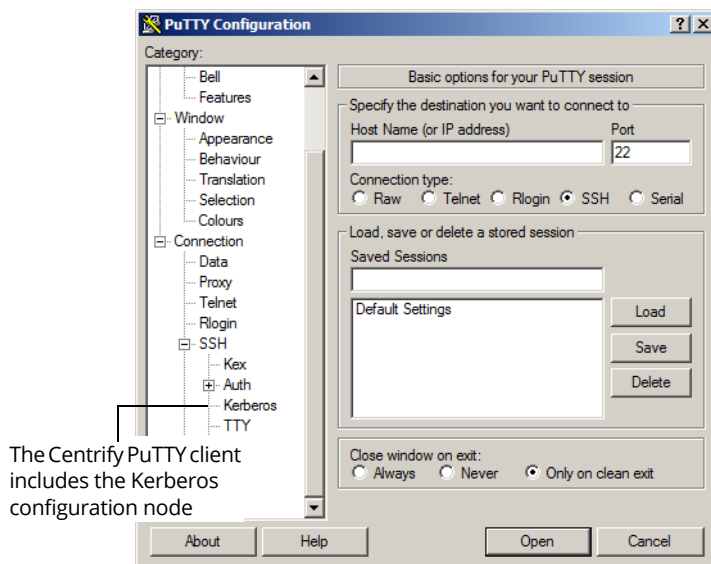 PuTTY Configuration
Category:
Bell
Features
Window
Appearance
Behaviour
Translation
Selection
Colours
Connection
Data
Proxy
Telnet
Rlogin
SSH
Kex
Auth
Kerberos
TTY
Basic options for your PuTTY session
Specify the destination you want to connect to
Host Name (or IP address) Port
22
Connection type:
Raw Telnet Rlogin SSH Serial
Load, save or delete a stored session
Saved Sessions
Default Settings
Load
Save
Delete
Close window on exit:
Always Never Only on clean exit
The Centrify PuTTY client
includes the Kerberos
configuration node
About Help Open Cancel